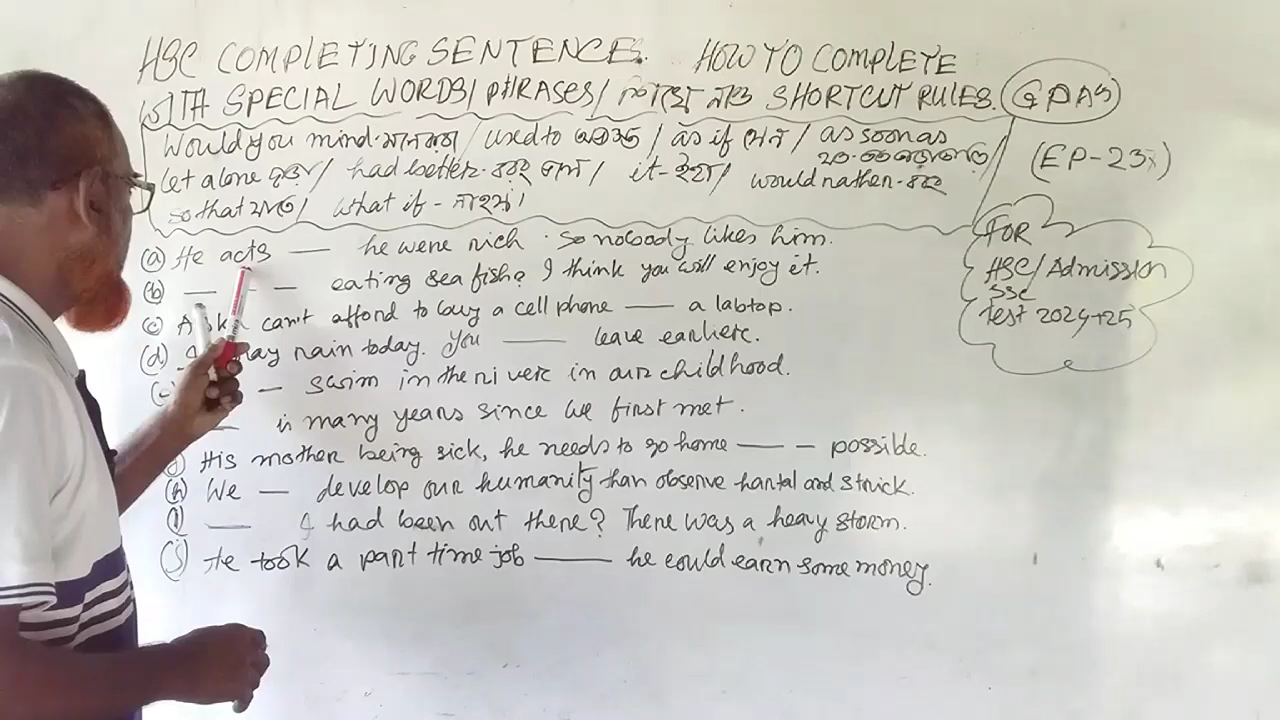 HSC COMPLETING SENTENCES. HOW TO COMPLETE
WITH SPECIAL WORDS/ PHRASES/ SHORTCUT RULES.
GPA5
(EP-23)
Would you mind / used to / as if যেন / as soon as
let alone / had better / it / would rather
so that যাতে / what if -
FOR
HSC/Admission
SSC
Test 2024+25
(a) He acts — he were rich. So nobody likes him.
(b) — — — eating sea fish? I think you will enjoy it.
(c) can't afford to buy a cell phone — a labtop.
(d) may rain today. You — leave earlier.
— swim in the river in our childhood.
— is many years since we first met.
His mother being sick, he needs to go home — — possible.
(h) We — develop our humanity than observe hartal and strick.
(i) — I had been out there? There was a heavy storm.
(j) He took a part time job — he could earn some money.